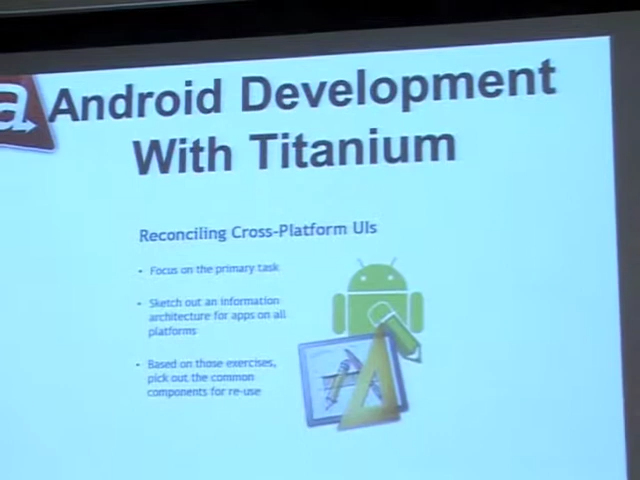 a
Android Development
With Titanium
Reconciling Cross-Platform UIs
• Focus on the primary task
• Sketch out an information
architecture for apps on all
platforms
• Based on those exercises,
pick out the common
components for re-use